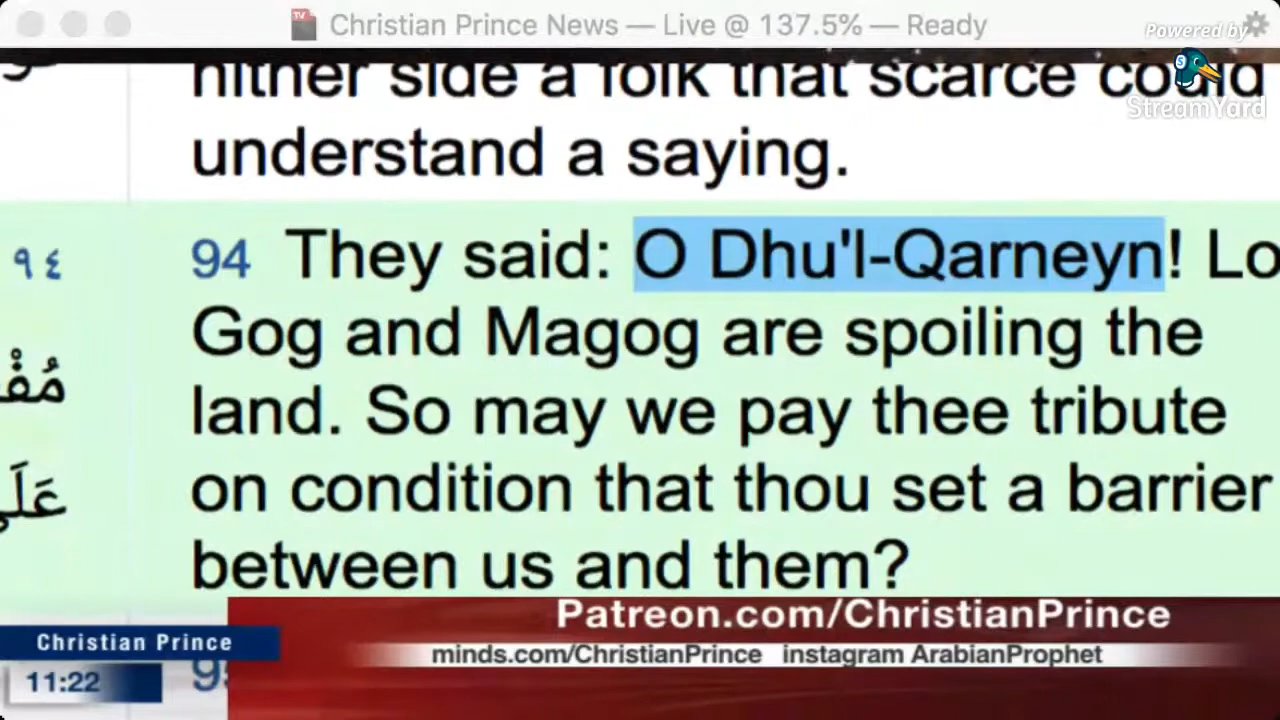 Christian Prince News — Live @ 137.5% — Ready
Powered by
StreamYard
hither side a folk that scarce could
understand a saying.
٩٤
94 They said: O Dhu'l-Qarneyn! Lo
Gog and Magog are spoiling the
land. So may we pay thee tribute
on condition that thou set a barrier
between us and them?
Patreon.com/ChristianPrince
Christian Prince
minds.com/ChristianPrince instagram ArabianProphet
11:22